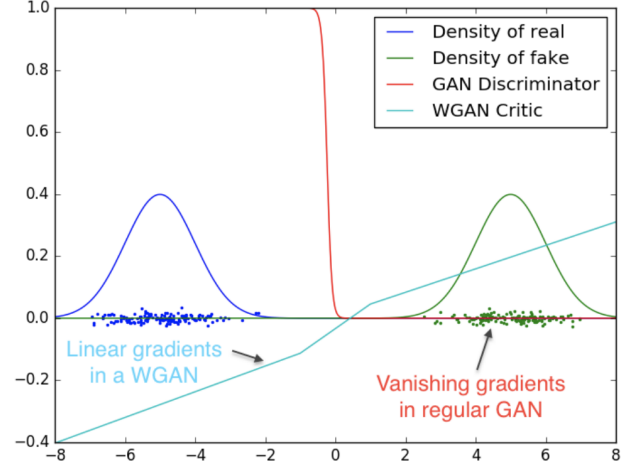 1.0
0.8
0.6
0.4
0.2
0.0
−0.2
−0.4
−8 −6 −4 −2 0 2 4 6 8
Density of real
Density of fake
GAN Discriminator
WGAN Critic
Linear gradients
in a WGAN
Vanishing gradients
in regular GAN